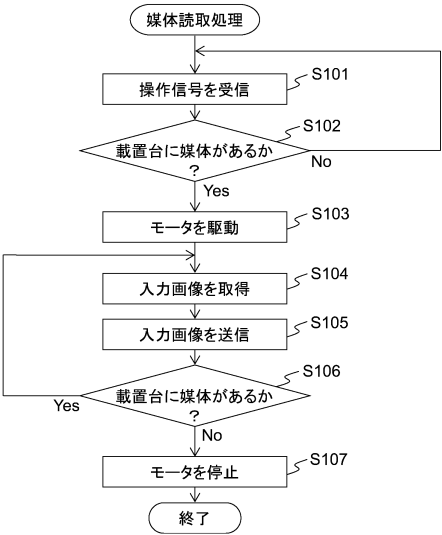 媒体読取処理
操作信号を受信
S101
載置台に媒体があるか
？
S102
No
Yes
モータを駆動
S103
入力画像を取得
S104
入力画像を送信
S105
載置台に媒体があるか
？
S106
Yes
No
モータを停止
S107
終了